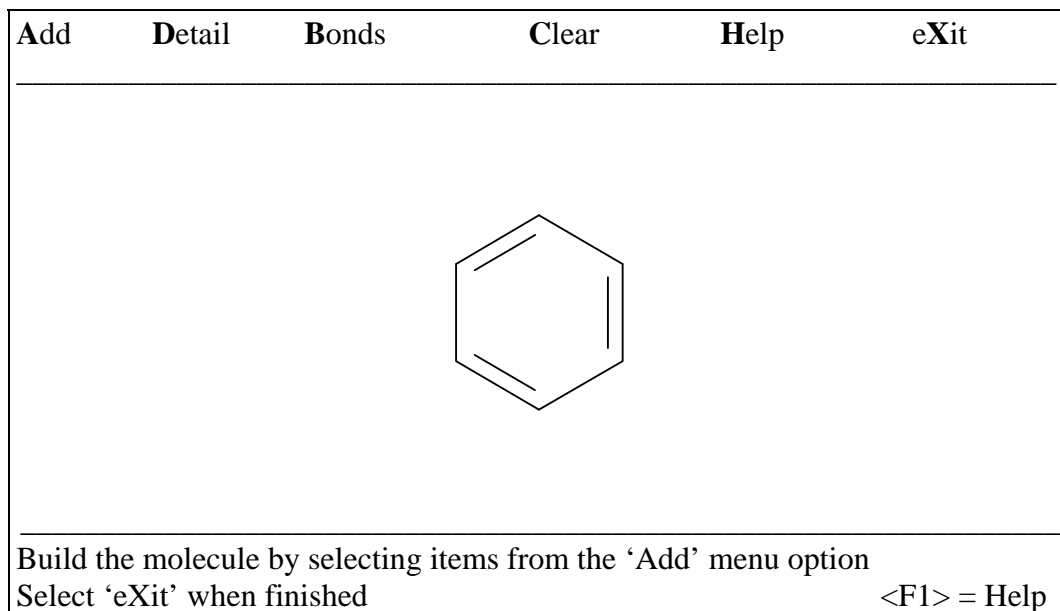 Add Detail Bonds Clear Help eXit
Build the molecule by selecting items from the ‘Add’ menu option
Select ‘eXit’ when finished <F1> = Help